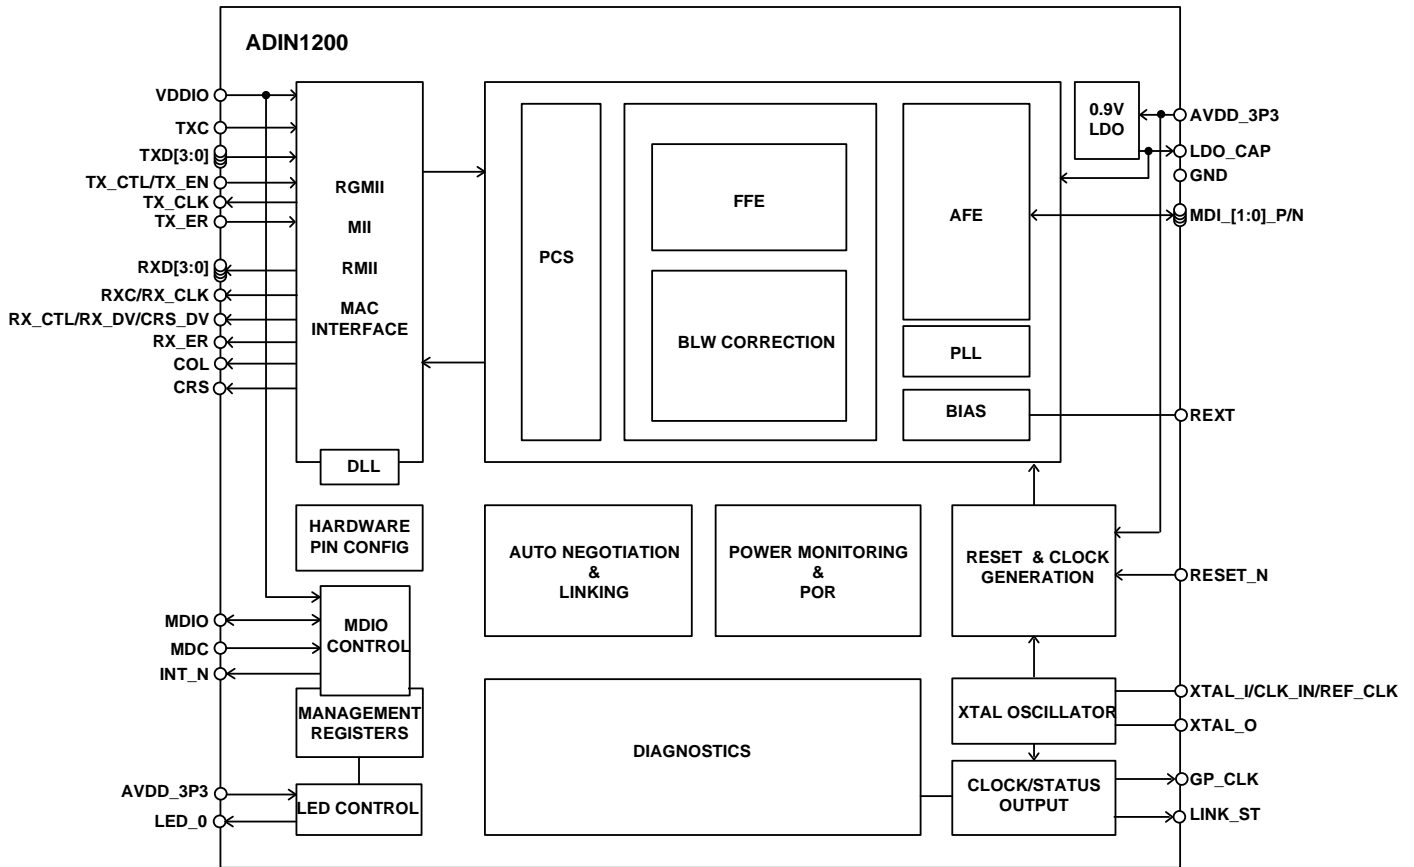 ADIN1200
VDDIO
TXC
TXD[3:0]
TX_CTL/TX_EN
TX_CLK
TX_ER
RXD[3:0]
RXC/RX_CLK
RX_CTL/RX_DV/CRS_DV
RX_ER
COL
CRS
RGMII
MII
RMII
MAC
INTERFACE
DLL
PCS
FFE
BLW CORRECTION
AFE
PLL
BIAS
0.9V
LDO
AVDD_3P3
LDO_CAP
GND
MDI_[1:0]_P/N
REXT
HARDWARE
PIN CONFIG
AUTO NEGOTIATION
&
LINKING
POWER MONITORING
&
POR
RESET & CLOCK
GENERATION
RESET_N
MDIO
MDC
INT_N
MDIO
CONTROL
MANAGEMENT
REGISTERS
DIAGNOSTICS
XTAL OSCILLATOR
XTAL_I/CLK_IN/REF_CLK
XTAL_O
AVDD_3P3
LED_0
LED CONTROL
CLOCK/STATUS
OUTPUT
GP_CLK
LINK_ST